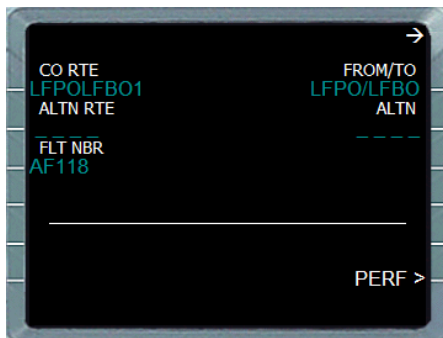 →
CO RTE FROM/TO
LFPOLFBO1 LFPO/LFBO
ALTN RTE ALTN
_ _ _ _ _ _ _ _
FLT NBR
AF118
PERF >